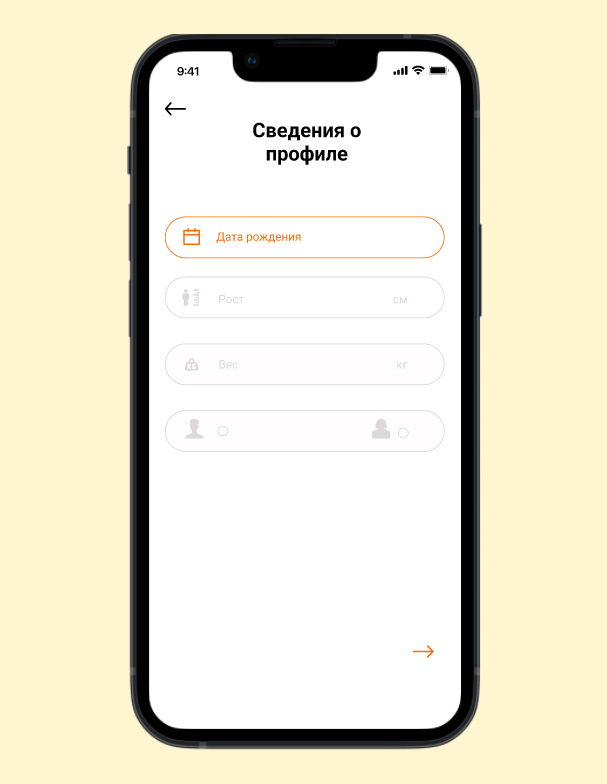 9:41
Сведения о
профиле
Дата рождения
Рост см
Вес кг